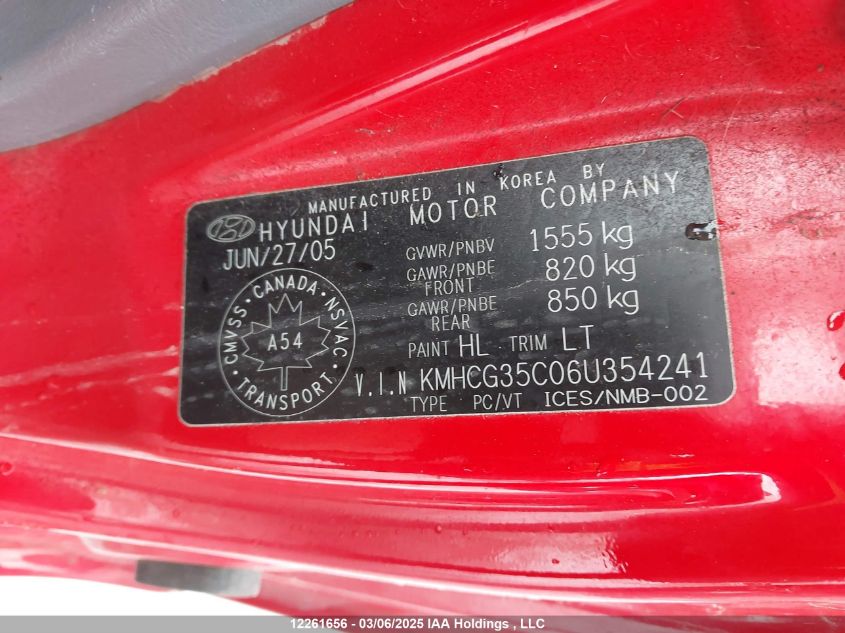 MANUFACTURED IN KOREA BY
HYUNDAI MOTOR COMPANY
JUN/27/05
GVWR/PNBV 1555 kg
GAWR/PNBE FRONT 820 kg
GAWR/PNBE REAR 850 kg
PAINT HL TRIM LT
V.I.N KMHCG35C06U354241
TYPE PC/VT ICES/NMB-002
CMVSS · CANADA · NSVAC · TRANSPORT ·
A54
12261656 - 03/06/2025 IAA Holdings , LLC